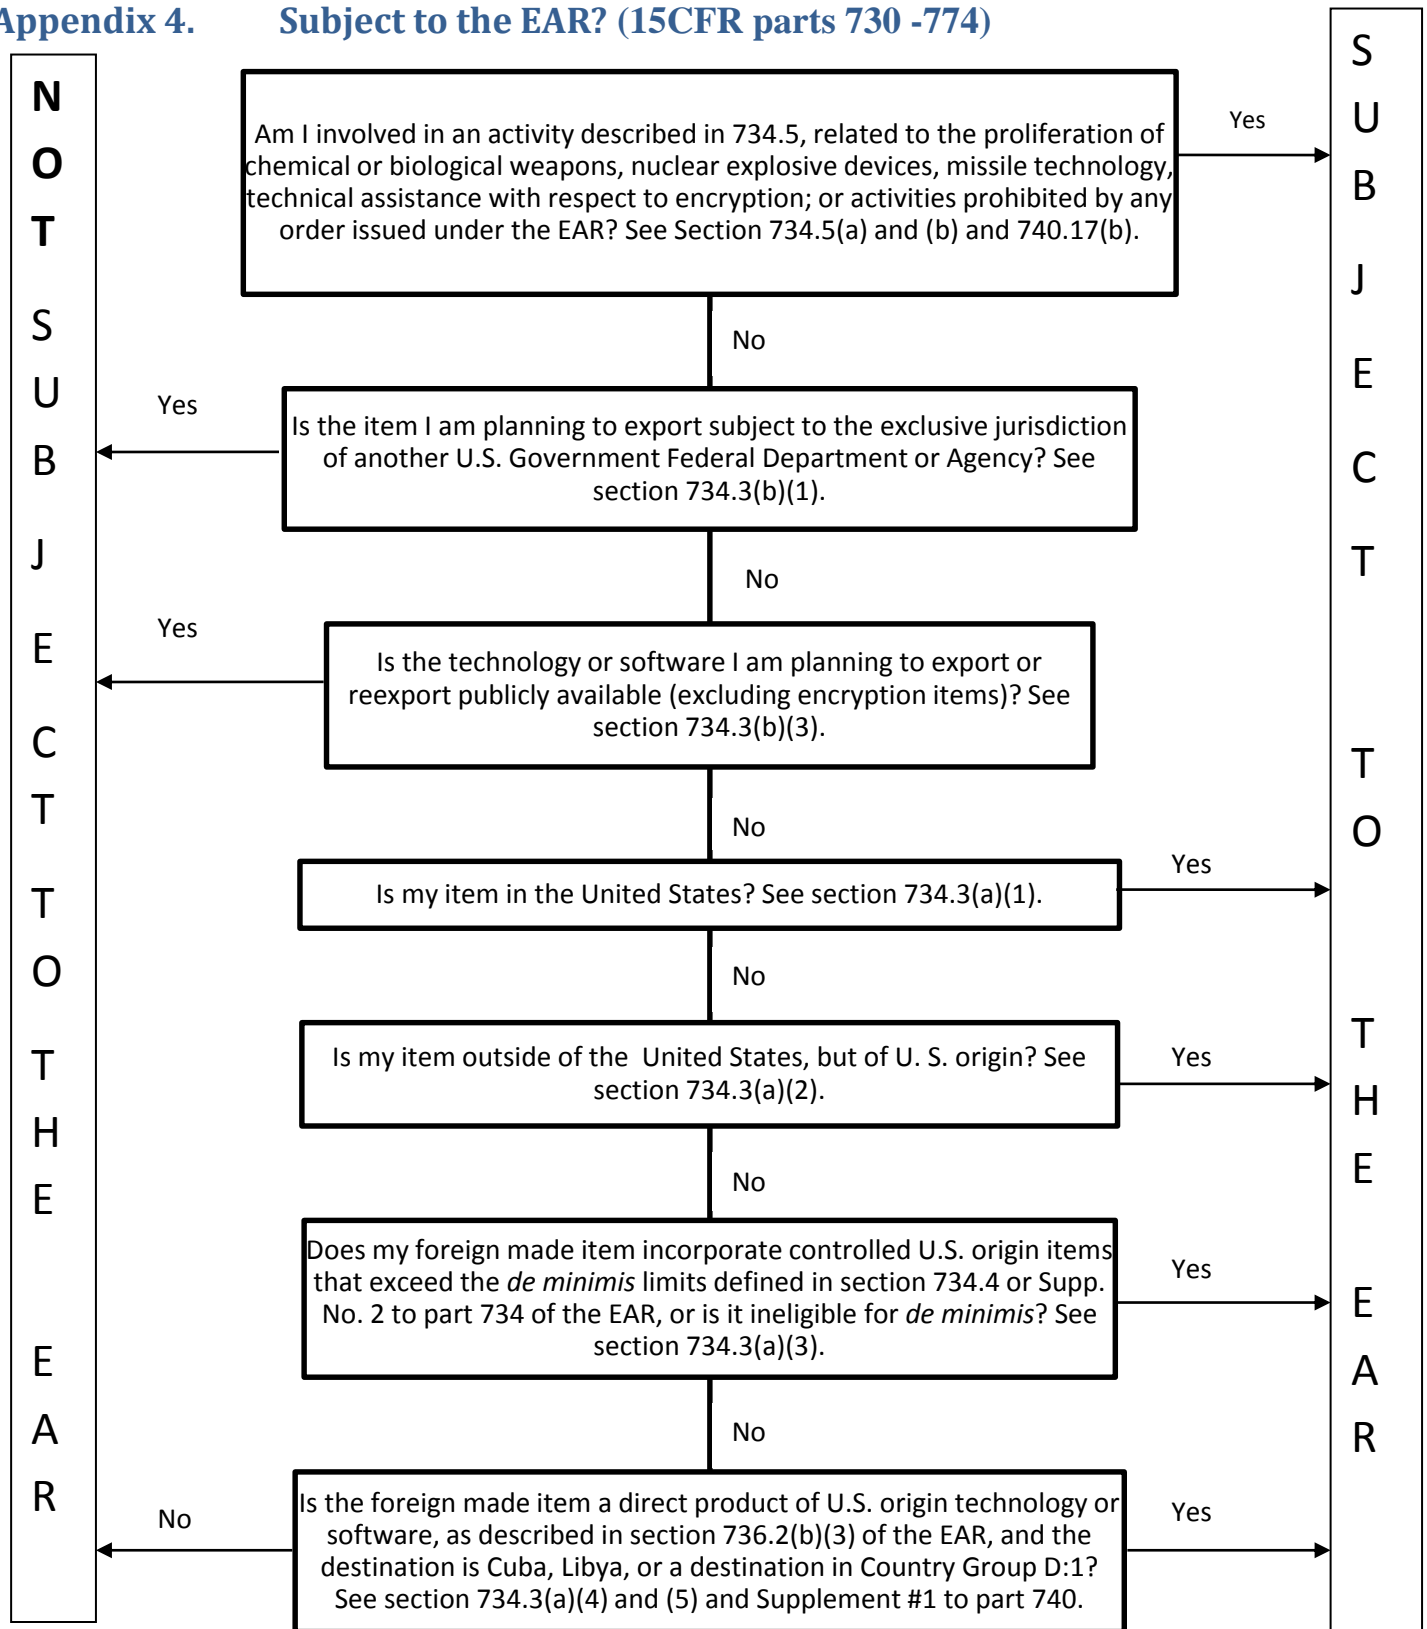 Appendix 4. Subject to the EAR? (15CFR parts 730 -774)
N
O
T
S
U
B
J
E
C
T
T
O
T
H
E
E
A
R
Am I involved in an activity described in 734.5, related to the proliferation of
chemical or biological weapons, nuclear explosive devices, missile technology,
technical assistance with respect to encryption; or activities prohibited by any
order issued under the EAR? See Section 734.5(a) and (b) and 740.17(b).
Yes
No
Yes
Is the item I am planning to export subject to the exclusive jurisdiction
of another U.S. Government Federal Department or Agency? See
section 734.3(b)(1).
No
Yes
Is the technology or software I am planning to export or
reexport publicly available (excluding encryption items)? See
section 734.3(b)(3).
No
Is my item in the United States? See section 734.3(a)(1).
Yes
No
Is my item outside of the  United States, but of U. S. origin? See
section 734.3(a)(2).
Yes
No
Does my foreign made item incorporate controlled U.S. origin items
that exceed the de minimis limits defined in section 734.4 or Supp.
No. 2 to part 734 of the EAR, or is it ineligible for de minimis? See
section 734.3(a)(3).
Yes
No
No
Is the foreign made item a direct product of U.S. origin technology or
software, as described in section 736.2(b)(3) of the EAR, and the
destination is Cuba, Libya, or a destination in Country Group D:1?
See section 734.3(a)(4) and (5) and Supplement #1 to part 740.
Yes
S
U
B
J
E
C
T
T
O
T
H
E
E
A
R